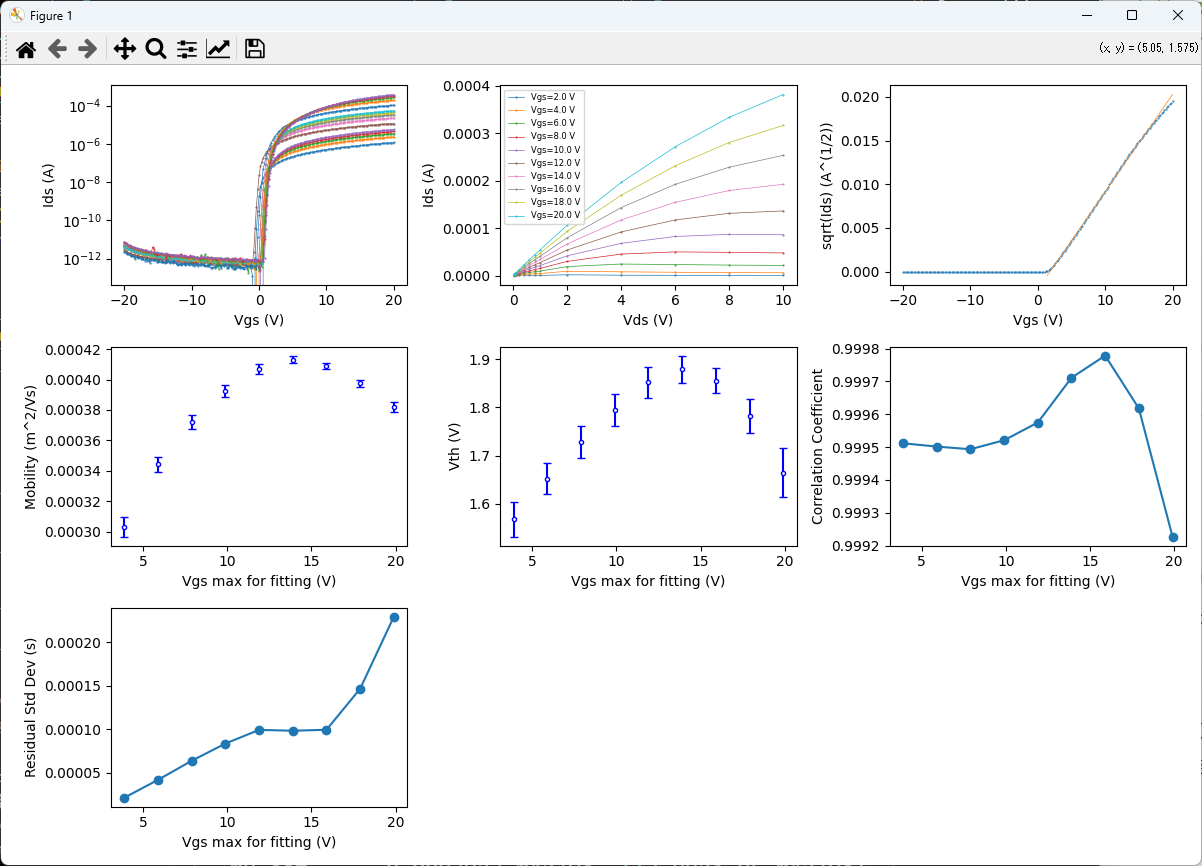 Figure 1
(x, y) = (5.05, 1.575)
10−4
10−6
10−8
10−10
10−12
Ids (A)
−20
−10
0
10
20
Vgs (V)
0.0004
0.0003
0.0002
0.0001
0.0000
Ids (A)
Vgs=2.0 V
Vgs=4.0 V
Vgs=6.0 V
Vgs=8.0 V
Vgs=10.0 V
Vgs=12.0 V
Vgs=14.0 V
Vgs=16.0 V
Vgs=18.0 V
Vgs=20.0 V
0
2
4
6
8
10
Vds (V)
0.020
0.015
0.010
0.005
0.000
sqrt(Ids) (A^(1/2))
−20
−10
0
10
20
Vgs (V)
0.00042
0.00040
0.00038
0.00036
0.00034
0.00032
0.00030
Mobility (m^2/Vs)
5
10
15
20
Vgs max for fitting (V)
1.9
1.8
1.7
1.6
Vth (V)
5
10
15
20
Vgs max for fitting (V)
0.9998
0.9997
0.9996
0.9995
0.9994
0.9993
0.9992
Correlation Coefficient
5
10
15
20
Vgs max for fitting (V)
0.00020
0.00015
0.00010
0.00005
Residual Std Dev (s)
5
10
15
20
Vgs max for fitting (V)